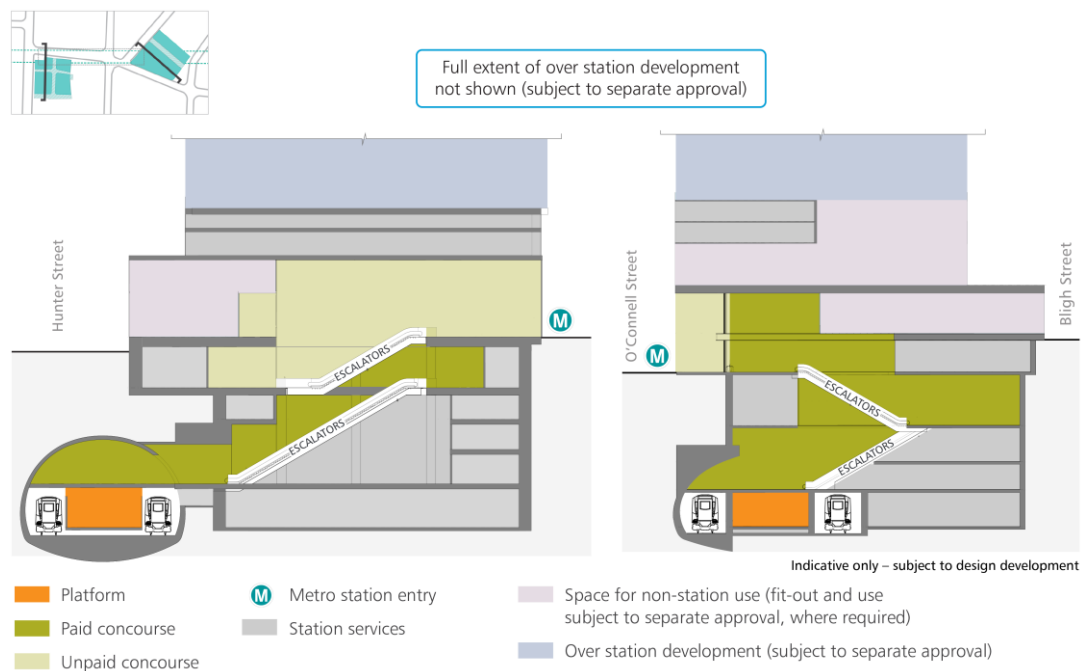 Full extent of over station development
not shown (subject to separate approval)
Hunter Street
M
ESCALATORS
ESCALATORS
O'Connell Street
M
Bligh Street
ESCALATORS
ESCALATORS
Indicative only – subject to design development
Platform
Paid concourse
Unpaid concourse
M Metro station entry
Station services
Space for non-station use (fit-out and use
subject to separate approval, where required)
Over station development (subject to separate approval)